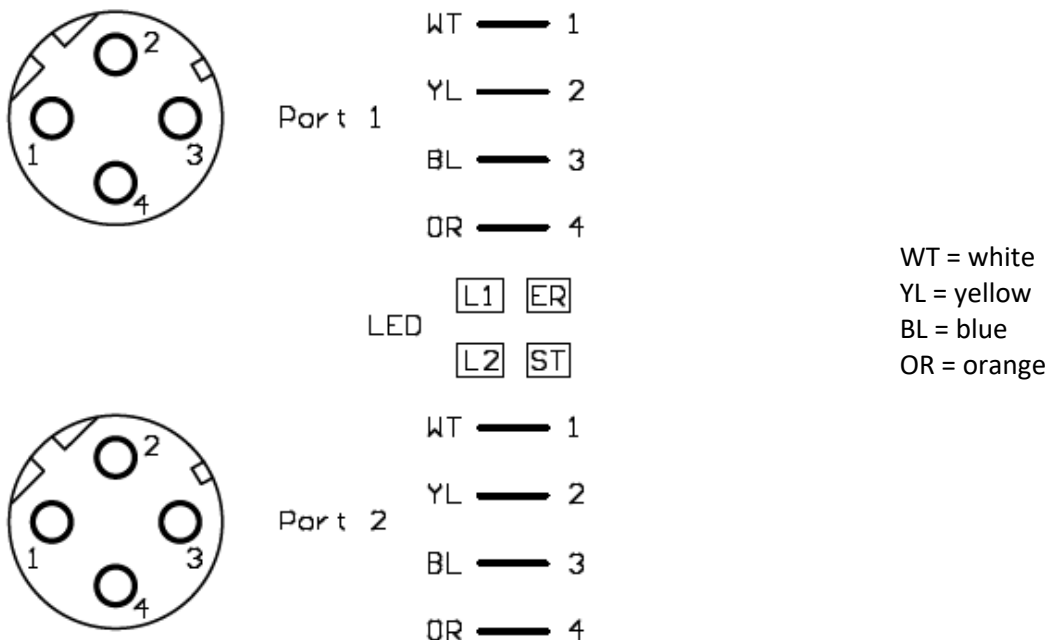 WT 1
2
YL 2
Port 1
1 3
BL 3
4
OR 4
WT = white
YL = yellow
L1 ER
BL = blue
LED
L2 ST
OR = orange
WT 1
2
YL 2
Port 2
1 3
BL 3
4
OR 4